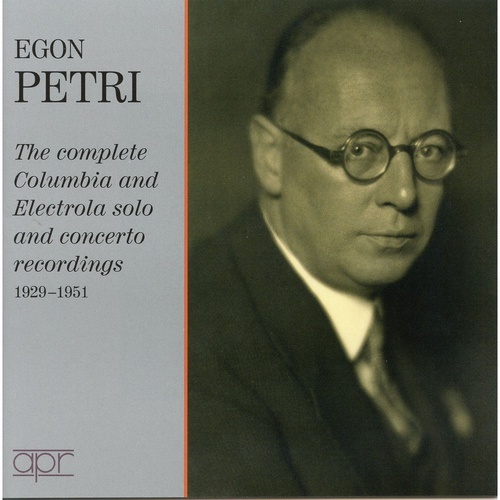 EGON
PETRI
The complete
Columbia and
Electrola solo
and concerto
recordings
1929–1951
apr